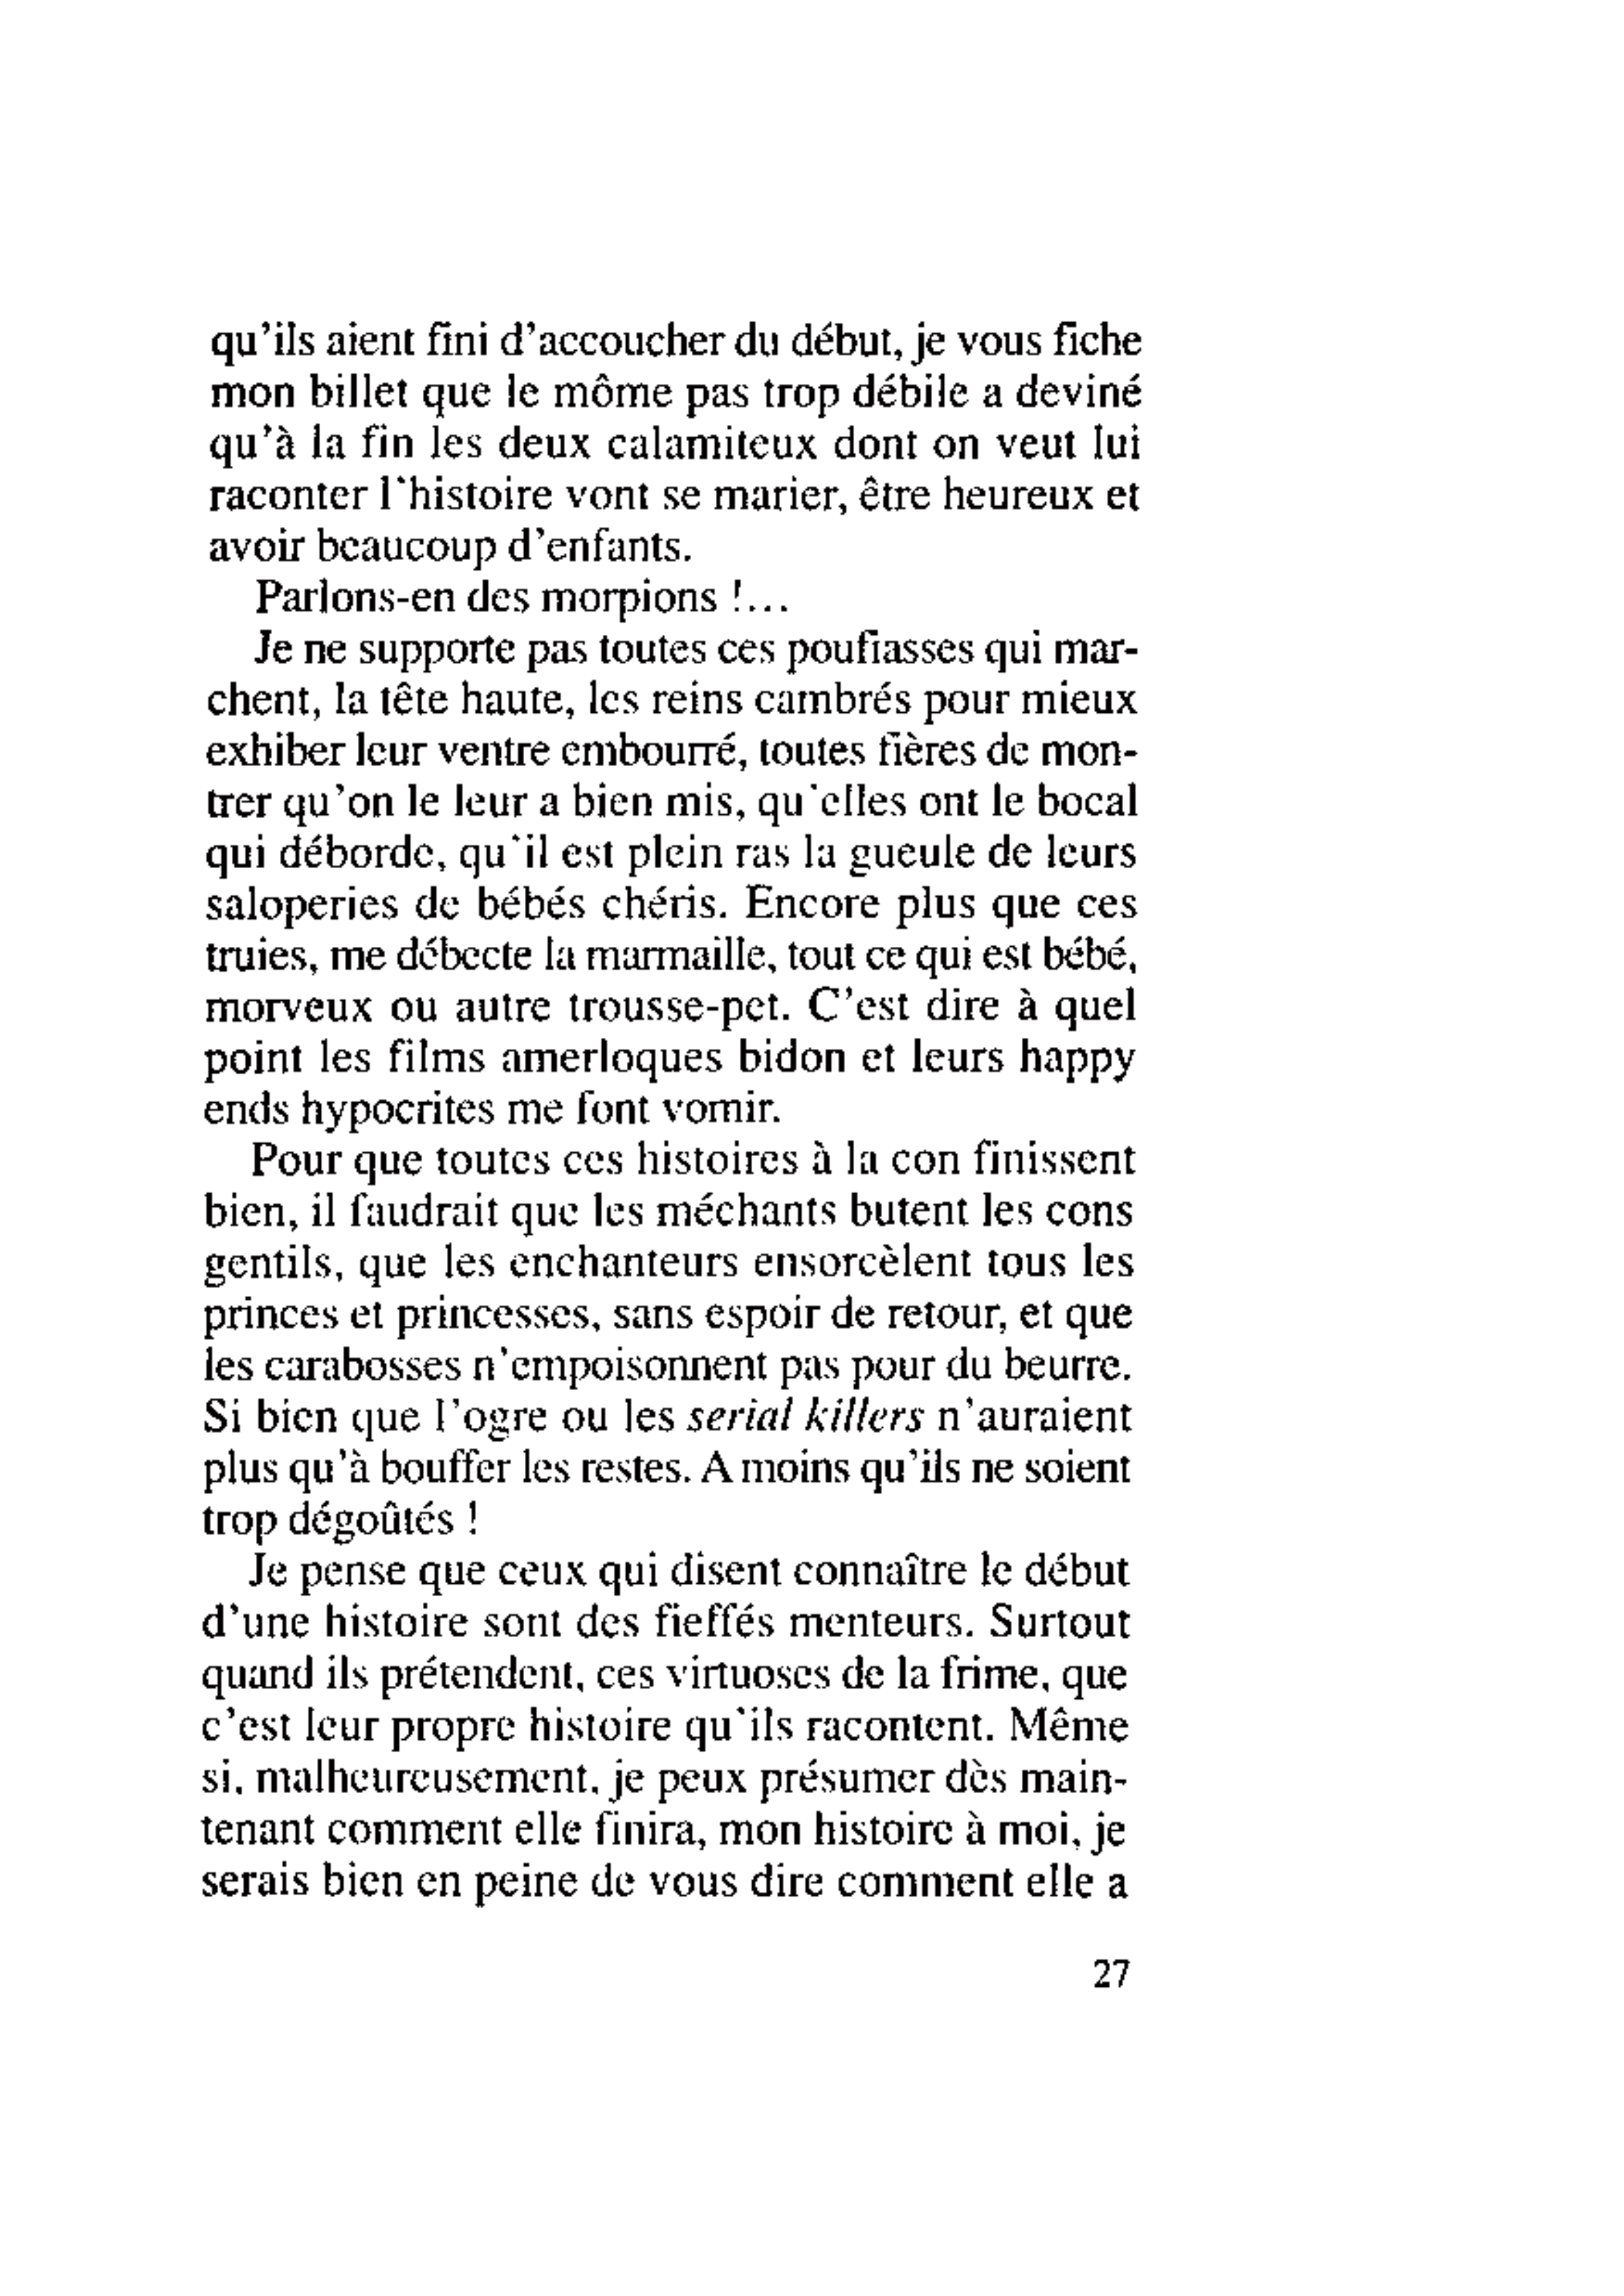 qu'ils aient fini d'accoucher du début, je vous fiche
mon billet que le môme pas trop débile a deviné
qu'à la fin les deux calamiteux dont on veut lui
raconter l'histoire vont se marier, être heureux et
avoir beaucoup d'enfants.
Parlons-en des morpions !...
Je ne supporte pas toutes ces poufiasses qui mar-
chent, la tête haute, les reins cambrés pour mieux
exhiber leur ventre embourré, toutes fières de mon-
trer qu'on le leur a bien mis, qu'elles ont le bocal
qui déborde, qu'il est plein ras la gueule de leurs
saloperies de bébés chéris. Encore plus que ces
truies, me débecte la marmaille, tout ce qui est bébé,
morveux ou autre trousse-pet. C'est dire à quel
point les films amerloques bidon et leurs happy
ends hypocrites me font vomir.
Pour que toutes ces histoires à la con finissent
bien, il faudrait que les méchants butent les cons
gentils, que les enchanteurs ensorcèlent tous les
princes et princesses, sans espoir de retour, et que
les carabosses n'empoisonnent pas pour du beurre.
Si bien que l'ogre ou les serial killers n'auraient
plus qu'à bouffer les restes. A moins qu'ils ne soient
trop dégoûtés !
Je pense que ceux qui disent connaître le début
d'une histoire sont des fieffés menteurs. Surtout
quand ils prétendent, ces virtuoses de la frime, que
c'est leur propre histoire qu'ils racontent. Même
si, malheureusement, je peux présumer dès main-
tenant comment elle finira, mon histoire à moi, je
serais bien en peine de vous dire comment elle a
27